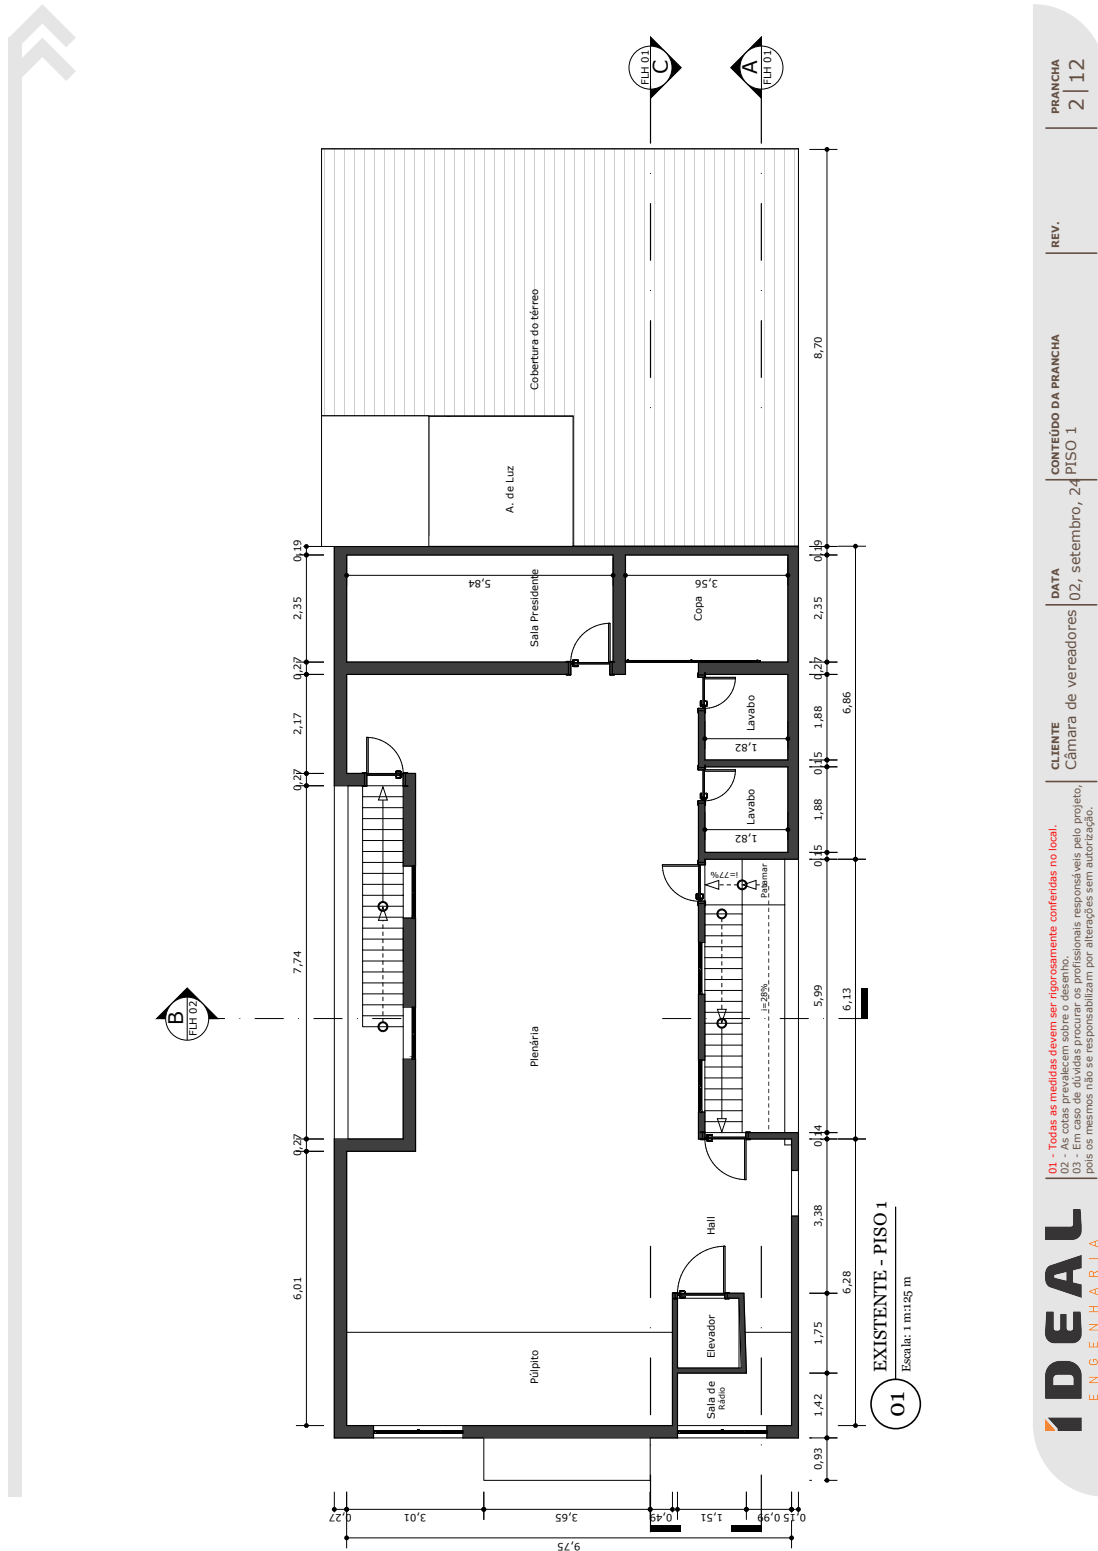 FLH 01
C
FLH 01
A
Cobertura do térreo
8,70
A. de Luz
0,19
2,35
0,27
2,17
0,27
7,74
0,27
6,01
5,84
Sala Presidente
3,56
Copa
0,19
2,35
0,27
1,88
0,15
1,88
0,15
6,86
Lavabo
1,82
Lavabo
1,82
i=77%
Patamar
i=28%
5,99
6,13
0,14
B
FLH 02
Plenária
Hall
3,38
6,28
Elevador
1,75
Púlpito
Sala de
Rádio
1,42
0,93
0,27
3,01
3,65
0,49
1,51
0,99
0,15
9,75
01
EXISTENTE - PISO 1
Escala: 1 m:125 m
IDEAL
ENGENHARIA
01 - Todas as medidas devem ser rigorosamente conferidas no local.
02 - As cotas prevalecem sobre o desenho.
03 - Em caso de dúvidas procurar os profissionais responsáveis pelo projeto,
pois os mesmos não se responsabilizam por alterações sem autorização.
CLIENTE
Câmara de vereadores
DATA
02, setembro, 24
CONTEÚDO DA PRANCHA
PISO 1
REV.
PRANCHA
2|12